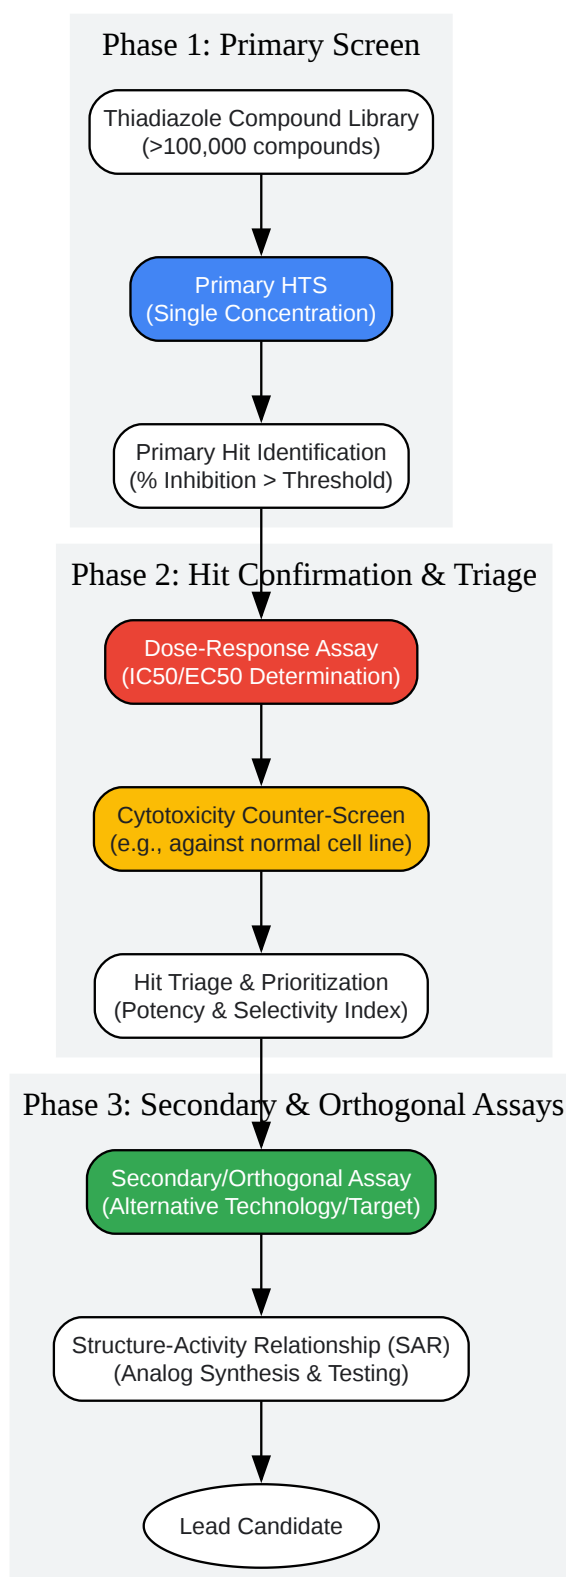 Phase 1: Primary Screen
Thiadiazole Compound Library
(>100,000 compounds)
Primary HTS
(Single Concentration)
Primary Hit Identification
(% Inhibition > Threshold)
Phase 2: Hit Confirmation & Triage
Dose-Response Assay
(IC50/EC50 Determination)
Cytotoxicity Counter-Screen
(e.g., against normal cell line)
Hit Triage & Prioritization
(Potency & Selectivity Index)
Phase 3: Secondary & Orthogonal Assays
Secondary/Orthogonal Assay
(Alternative Technology/Target)
Structure-Activity Relationship (SAR)
(Analog Synthesis & Testing)
Lead Candidate